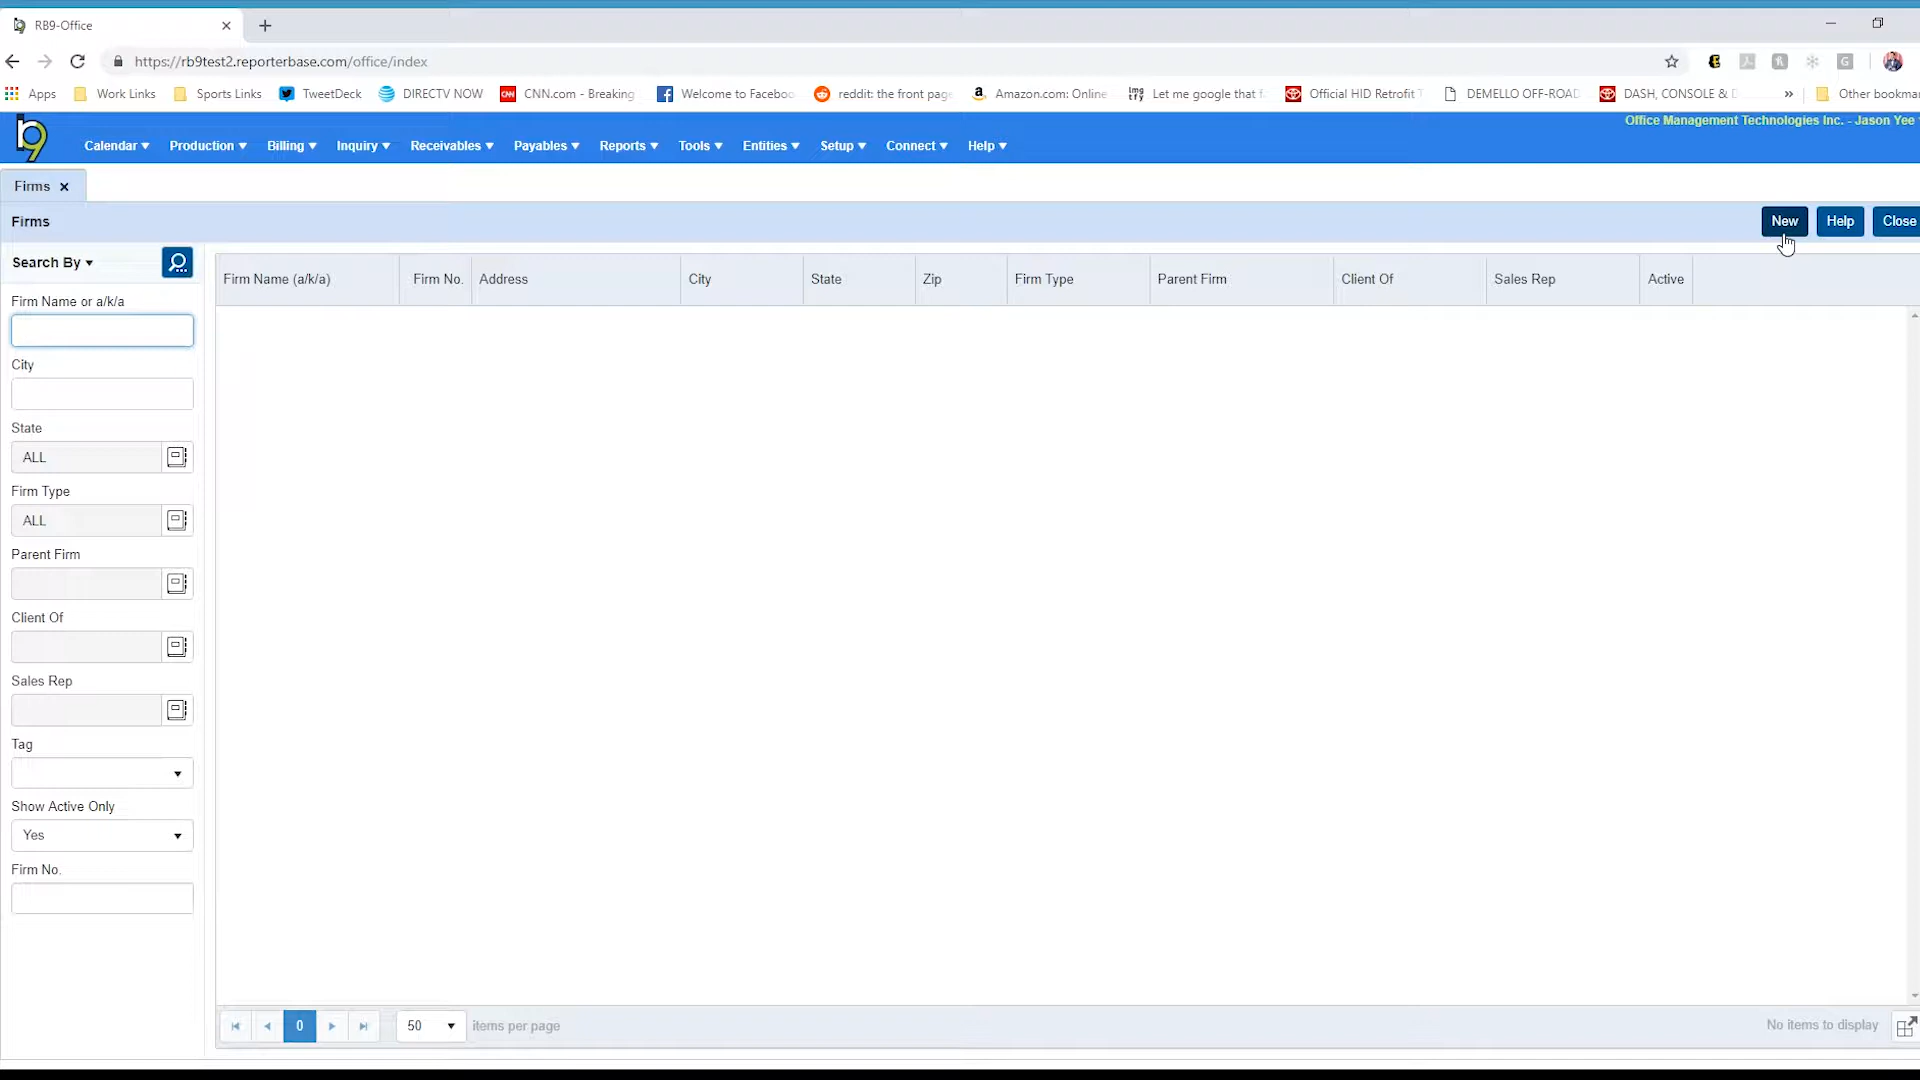 RB9-Office
https://rb9test2.reporterbase.com/office/index
Apps Work Links Sports Links TweetDeck DIRECTV NOW CNN.com - Breaking Welcome to Faceboo reddit: the front page Amazon.com: Online Let me google that f Official HID Retrofit T DEMELLO OFF-ROAD DASH, CONSOLE & D » Other bookmar
Office Management Technologies Inc. - Jason Yee
Calendar Production Billing Inquiry Receivables Payables Reports Tools Entities Setup Connect Help
Firms
Firms
New Help Close
Search By
Firm Name (a/k/a) Firm No. Address City State Zip Firm Type Parent Firm Client Of Sales Rep Active
Firm Name or a/k/a
City
State
ALL
Firm Type
ALL
Parent Firm
Client Of
Sales Rep
Tag
Show Active Only
Yes
Firm No.
0 50 items per page No items to display